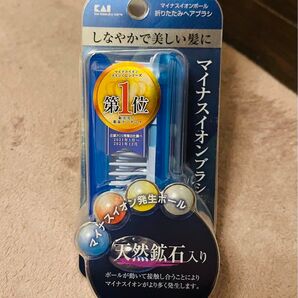 KAI
マイナスイオンボール
折りたたみヘアブラシ
しなやかで美しい髪に
第1位
マイナスイオンブラシ
マイナスイオン発生ボール
天然鉱石入り
ボールが動いて接触し合うことにより
マイナスイオンがより多く発生します。